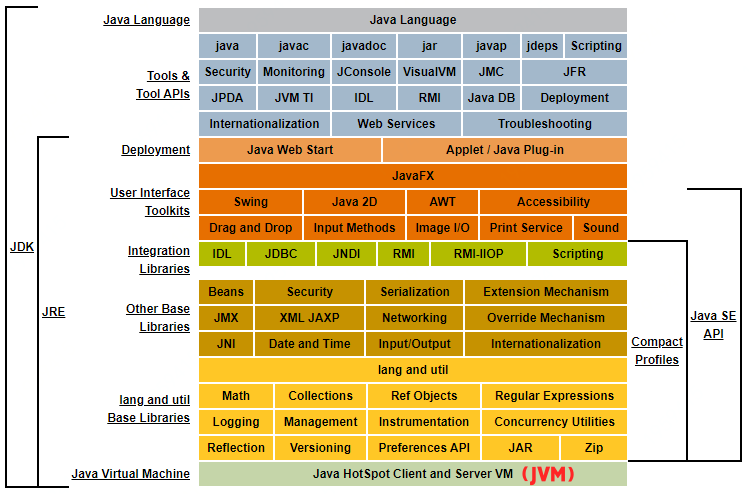 Java Language Java Language
java javac javadoc jar javap jdeps Scripting
Tools & Tool APIs
Security Monitoring JConsole VisualVM JMC JFR
JPDA JVM TI IDL RMI Java DB Deployment
Internationalization Web Services Troubleshooting
Deployment Java Web Start Applet / Java Plug-in
JavaFX
User Interface Toolkits
Swing Java 2D AWT Accessibility
Drag and Drop Input Methods Image I/O Print Service Sound
Integration Libraries
IDL JDBC JNDI RMI RMI-IIOP Scripting
JDK
JRE
Other Base Libraries
Beans Security Serialization Extension Mechanism
JMX XML JAXP Networking Override Mechanism
JNI Date and Time Input/Output Internationalization
Java SE API
Compact Profiles
lang and util
lang and util Base Libraries
Math Collections Ref Objects Regular Expressions
Logging Management Instrumentation Concurrency Utilities
Reflection Versioning Preferences API JAR Zip
Java Virtual Machine Java HotSpot Client and Server VM (JVM)